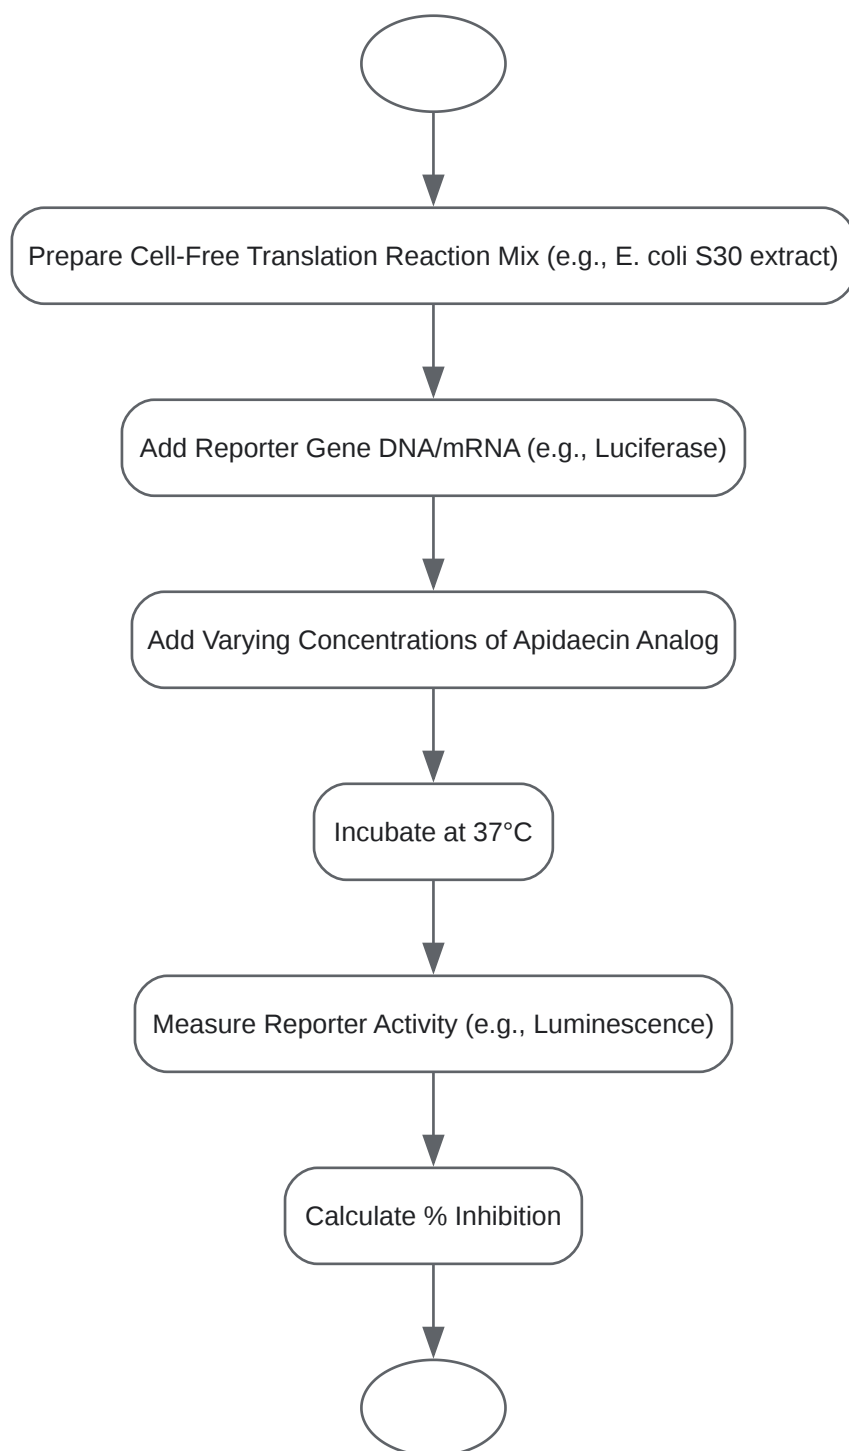 Prepare Cell-Free Translation Reaction Mix (e.g., E. coli S30 extract)
Add Reporter Gene DNA/mRNA (e.g., Luciferase)
Add Varying Concentrations of Apidaecin Analog
Incubate at 37°C
Measure Reporter Activity (e.g., Luminescence)
Calculate % Inhibition